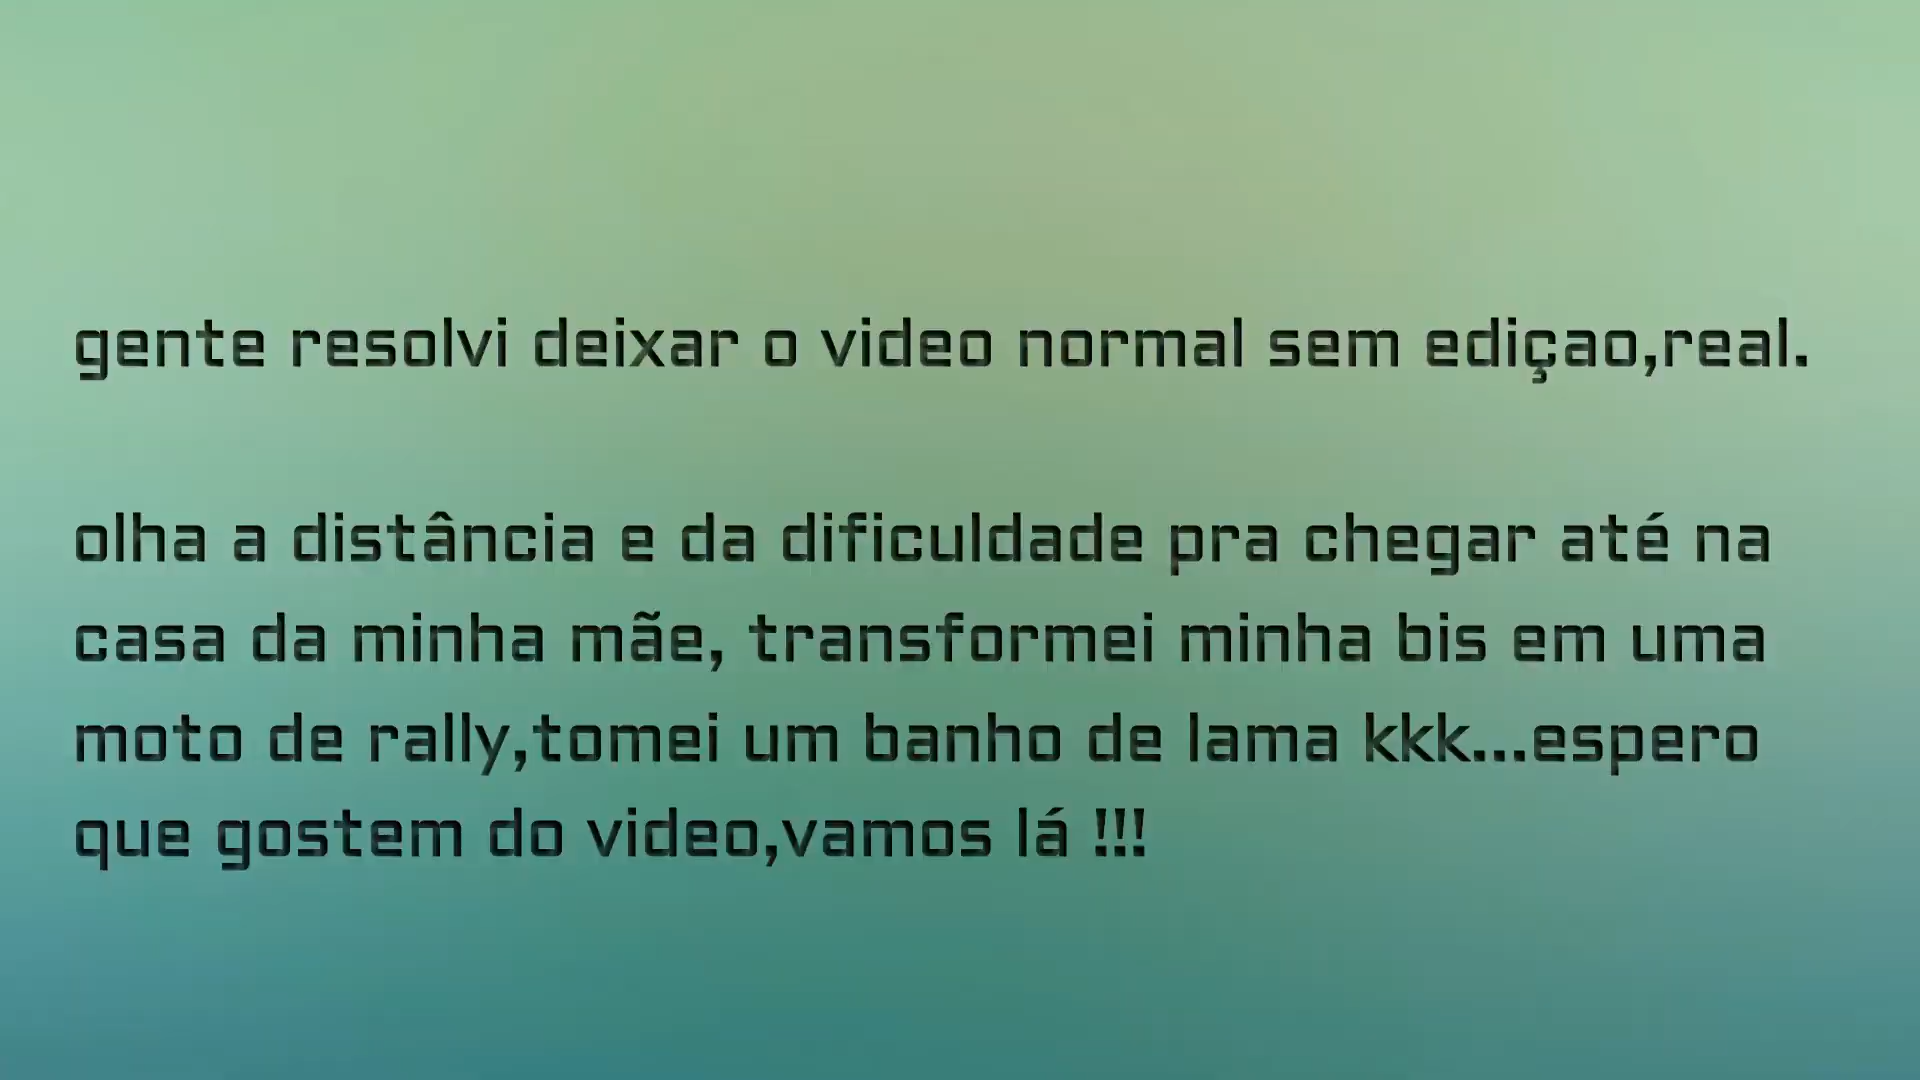 gente resolvi deixar o video normal sem ediçao,real.
olha a distância e da dificuldade pra chegar até na
casa da minha mãe, transformei minha bis em uma
moto de rally,tomei um banho de lama kkk...espero
que gostem do video,vamos lá !!!